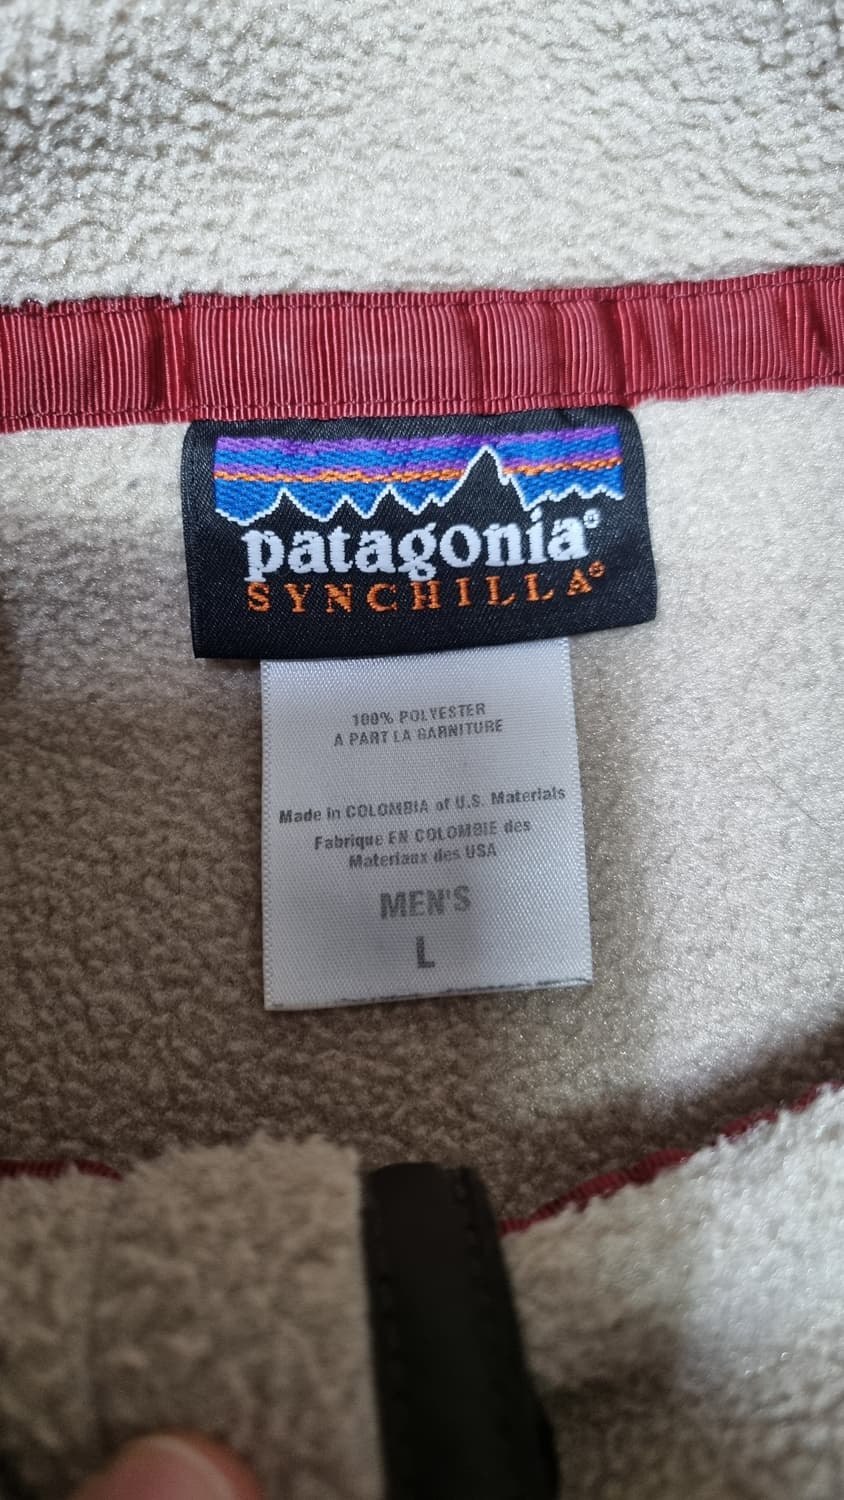 patagonia®
SYNCHILLA®
100% POLYESTER
A PART LA GARNITURE
Made in COLOMBIA of U.S. Materials
Fabrique EN COLOMBIE des
Materiaux des USA
MEN'S
L